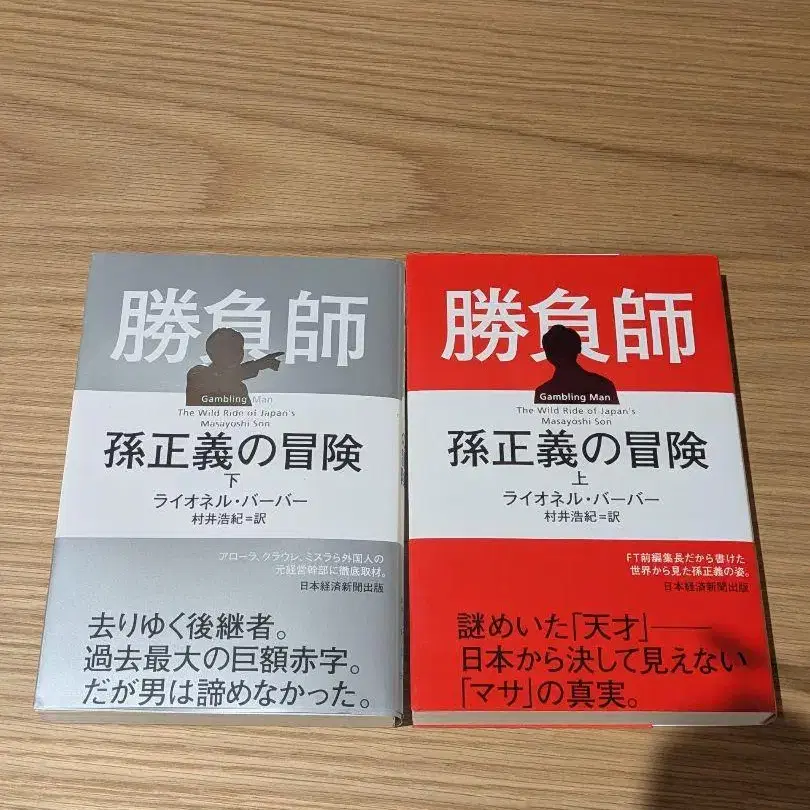 勝負師
Gambling Man
The Wild Ride of Japan's
Masayoshi Son
孫正義の冒険
下
ライオネル・バーバー
村井浩紀=訳
アローラ、クラウレ、ミスラら外国人の
元経営幹部に徹底取材。
日本経済新聞出版
去りゆく後継者。
過去最大の巨額赤字。
だが男は諦めなかった。
勝負師
Gambling Man
The Wild Ride of Japan's
Masayoshi Son
孫正義の冒険
上
ライオネル・バーバー
村井浩紀=訳
FT前編集長だから書けた
世界から見た孫正義の姿。
日本経済新聞出版
謎めいた「天才」――
日本から決して見えない
「マサ」の真実。